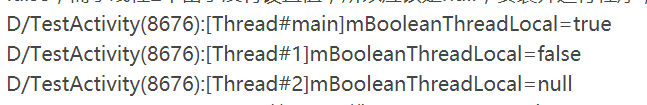 D/TestActivity(8676):[Thread#main]mBooleanThreadLocal=true
D/TestActivity(8676):[Thread#1]mBooleanThreadLocal=false
D/TestActivity(8676):[Thread#2]mBooleanThreadLocal=null